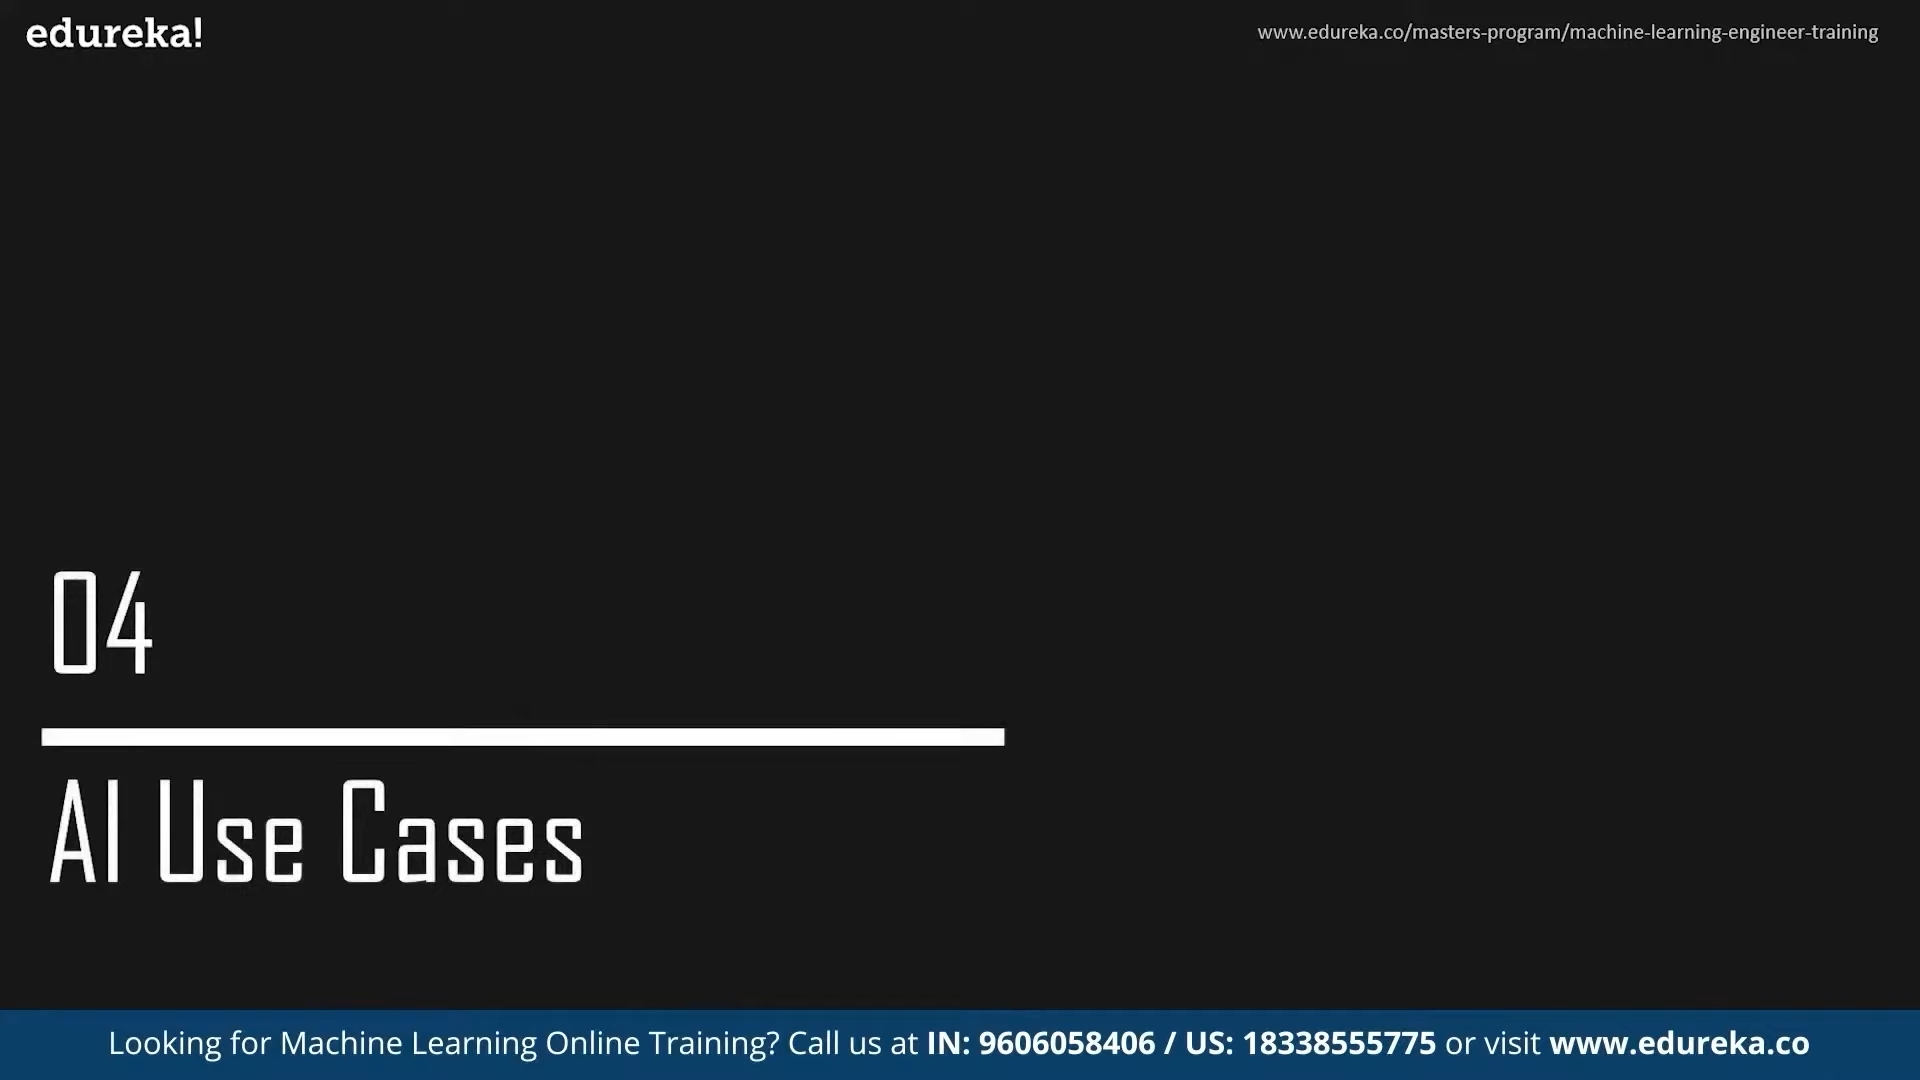 edureka!
www.edureka.co/masters-program/machine-learning-engineer-training
04
AI Use Cases
Looking for Machine Learning Online Training? Call us at IN: 9606058406 / US: 18338555775 or visit www.edureka.co